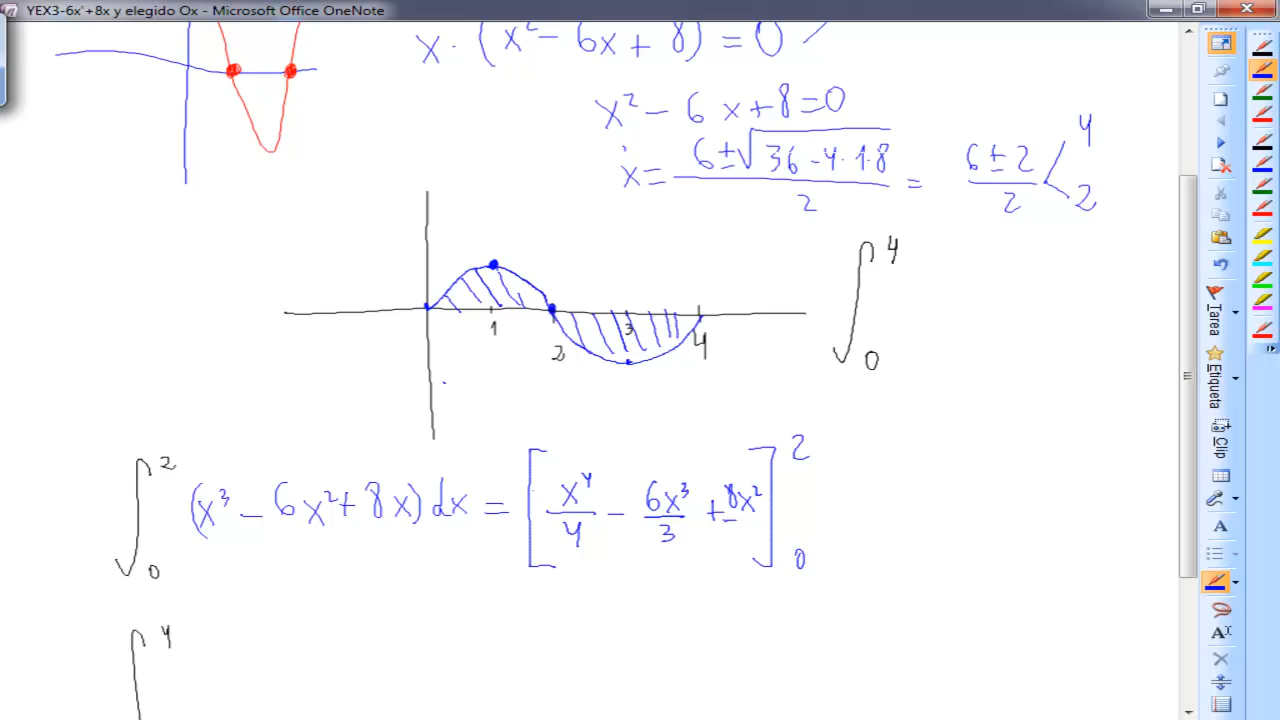 YEX3-6x'+8x y elegido Ox - Microsoft Office OneNote
x · (x² - 6x + 8) = 0
x² - 6x + 8 = 0
x = (6 ± √(36 - 4·1·8))/2 = (6 ± 2)/2 < 4
2
∫₀⁴
1 2 3 4
∫₀² (x³ - 6x² + 8x) dx = [x⁴/4 - 6x³/3 + 8x²]₀²
∫⁴
Tarea
Etiqueta
Clip
A
A